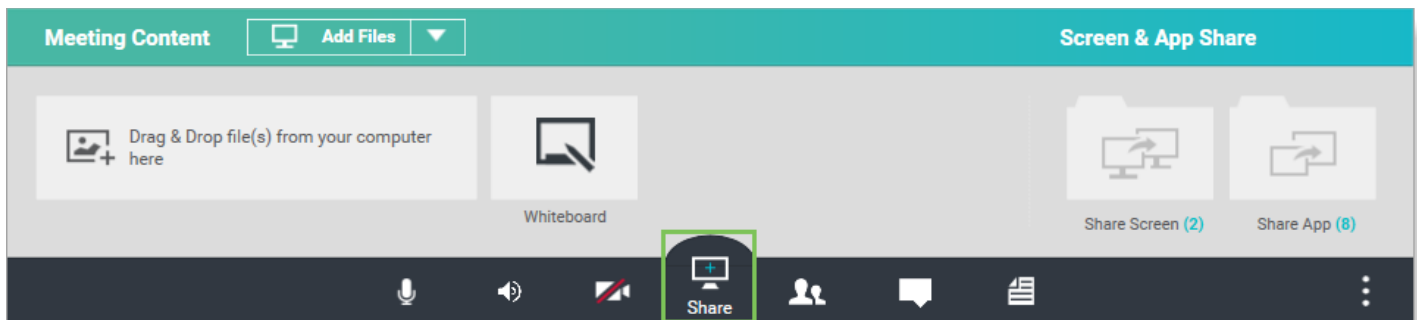 Meeting Content
Add Files
Screen & App Share
Drag & Drop file(s) from your computer
here
Whiteboard
Share Screen (2)
Share App (8)
Share